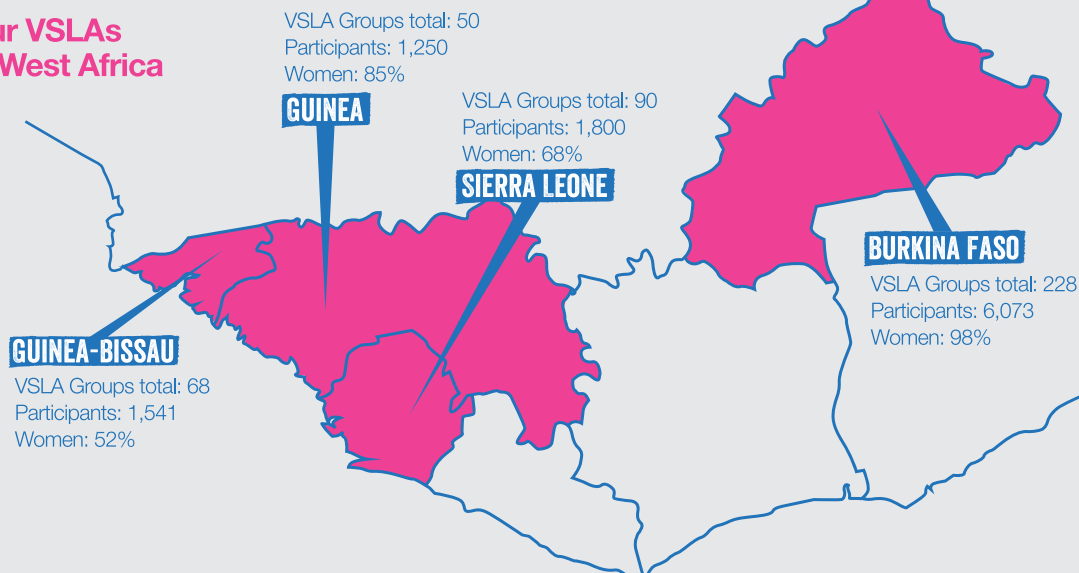 ur VSLAs
West Africa
VSLA Groups total: 50
Participants: 1,250
Women: 85%
GUINEA
VSLA Groups total: 90
Participants: 1,800
Women: 68%
SIERRA LEONE
BURKINA FASO
VSLA Groups total: 228
Participants: 6,073
Women: 98%
GUINEA-BISSAU
VSLA Groups total: 68
Participants: 1,541
Women: 52%